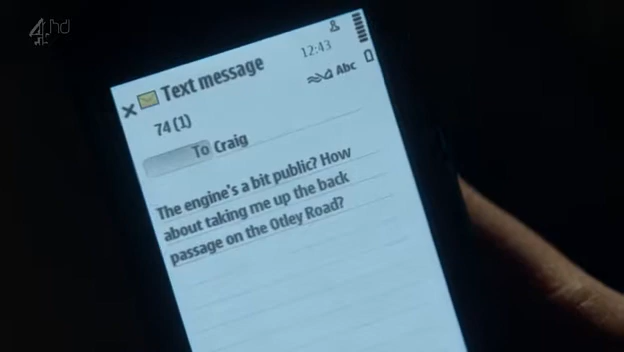 4hd
12:43
Text message
Abc
74 (1)
To Craig
The engine's a bit public? How
about taking me up the back
passage on the Otley Road?